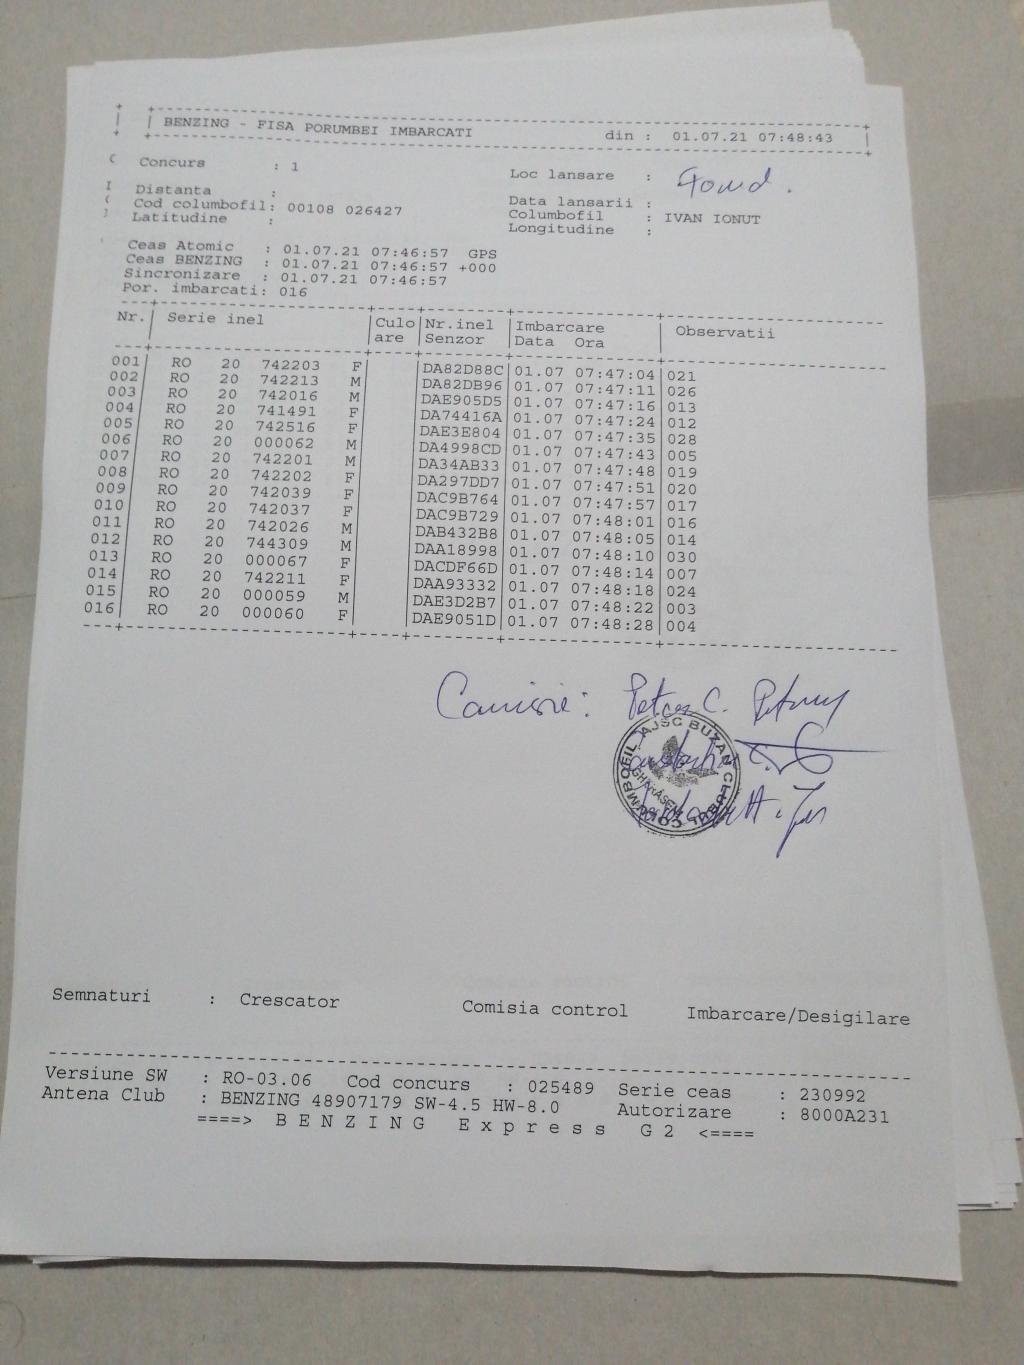 BENZING - FISA PORUMBEI IMBARCATI din : 01.07.21 07:48:43
Concurs : 1 Loc lansare :
Distanta : Data lansarii :
Cod columbofil: 00108 026427 Columbofil : IVAN IONUT
Latitudine : Longitudine :
Ceas Atomic : 01.07.21 07:46:57 GPS
Ceas BENZING : 01.07.21 07:46:57 +000
Sincronizare : 01.07.21 07:46:57
Por. imbarcati: 016
Nr. Serie inel Culo Nr.inel Imbarcare Observatii
are Senzor Data Ora
001 RO 20 742203 F DA82D88C 01.07 07:47:04 021
002 RO 20 742213 M DA82DB96 01.07 07:47:11 026
003 RO 20 742016 M DAE905D5 01.07 07:47:16 013
004 RO 20 741491 F DA74416A 01.07 07:47:24 012
005 RO 20 742516 F DAE3E804 01.07 07:47:35 028
006 RO 20 000062 M DA4998CD 01.07 07:47:43 005
007 RO 20 742201 M DA34AB33 01.07 07:47:48 019
008 RO 20 742202 F DA297DD7 01.07 07:47:51 020
009 RO 20 742039 F DAC9B764 01.07 07:47:57 017
010 RO 20 742037 F DAC9B729 01.07 07:48:01 016
011 RO 20 742026 M DAB432B8 01.07 07:48:05 014
012 RO 20 744309 M DAA18998 01.07 07:48:10 030
013 RO 20 000067 F DACDF66D 01.07 07:48:14 007
014 RO 20 742211 F DAA93332 01.07 07:48:18 024
015 RO 20 000059 M DAE3D2B7 01.07 07:48:22 003
016 RO 20 000060 F DAE9051D 01.07 07:48:28 004
Comisie:
AJSC BUZAU CLUBUL COLUMBOFIL
Semnaturi : Crescator Comisia control Imbarcare/Desigilare
Versiune SW : RO-03.06 Cod concurs : 025489 Serie ceas : 230992
Antena Club : BENZING 48907179 SW-4.5 HW-8.0 Autorizare : 8000A231
====> B E N Z I N G E x p r e s s G 2 <====